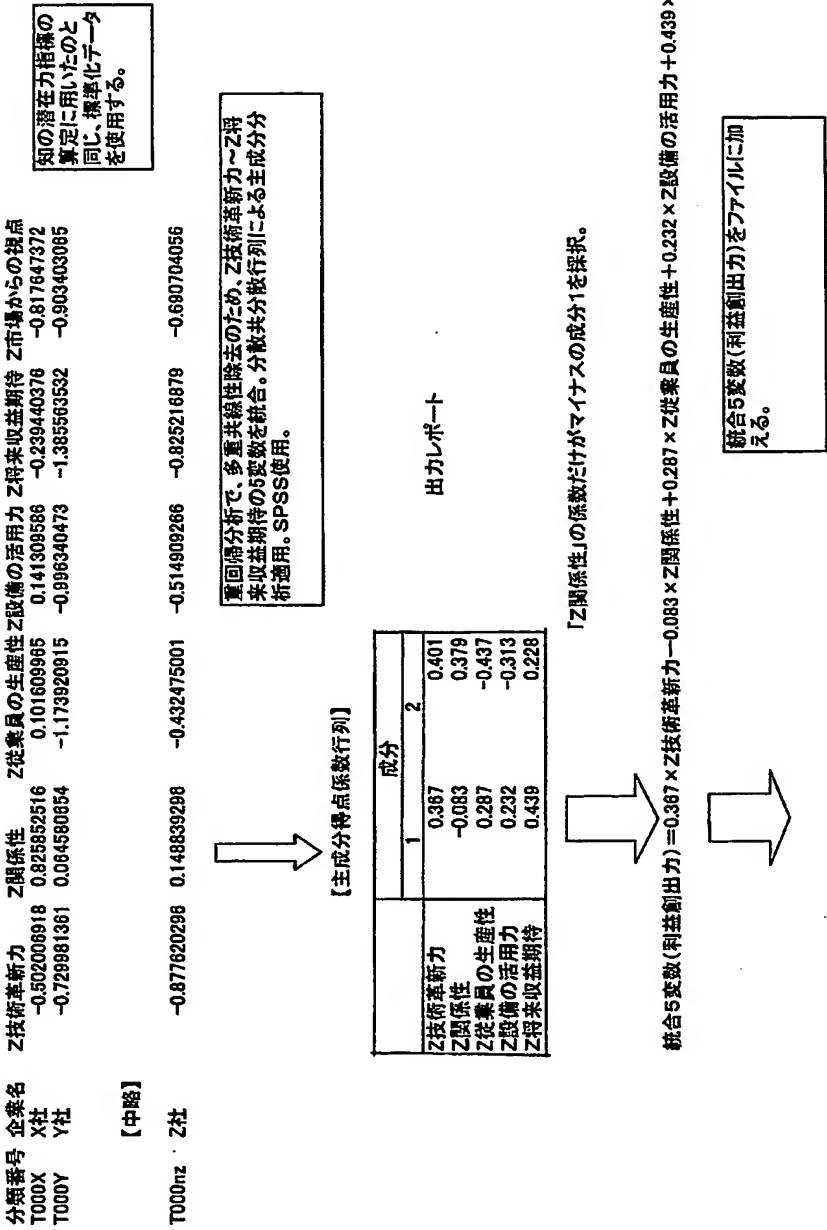 分類番号 企業名 Z技術革新力 Z関係性 Z従業員の生産性 Z設備の活用力 Z将来収益期待 Z市場からの視点
T000X X社 -0.502006918 0.825852516 0.101609965 0.141309586 -0.239440376 -0.817647372
T000Y Y社 -0.729981361 0.064580654 -1.173920915 -0.996340473 -1.385563532 -0.903403085
【中略】
T000nz Z社 -0.877620296 0.148839298 -0.432475001 -0.514909266 -0.825216879 -0.690704056
知の潜在力指標の
算定に用いたのと
同じ、標準化データ
を使用する。
重回帰分析で、多重共線性除去のため、Z技術革新力～Z将
来収益期待の5変数を統合。分散共分散行列による主成分分
析適用。SPSS使用。
【主成分得点係数行列】
成分
1 2
Z技術革新力 0.367 0.401
Z関係性 -0.083 0.379
Z従業員の生産性 0.287 -0.437
Z設備の活用力 0.232 -0.313
Z将来収益期待 0.439 0.228
出力レポート
「Z関係性」の係数だけがマイナスの成分1を採択。
統合5変数(利益創出力)=0.367×Z技術革新力-0.083×Z関係性+0.287×Z従業員の生産性+0.232×Z設備の活用力+0.439×
統合5変数(利益創出力)をファイルに加
える。